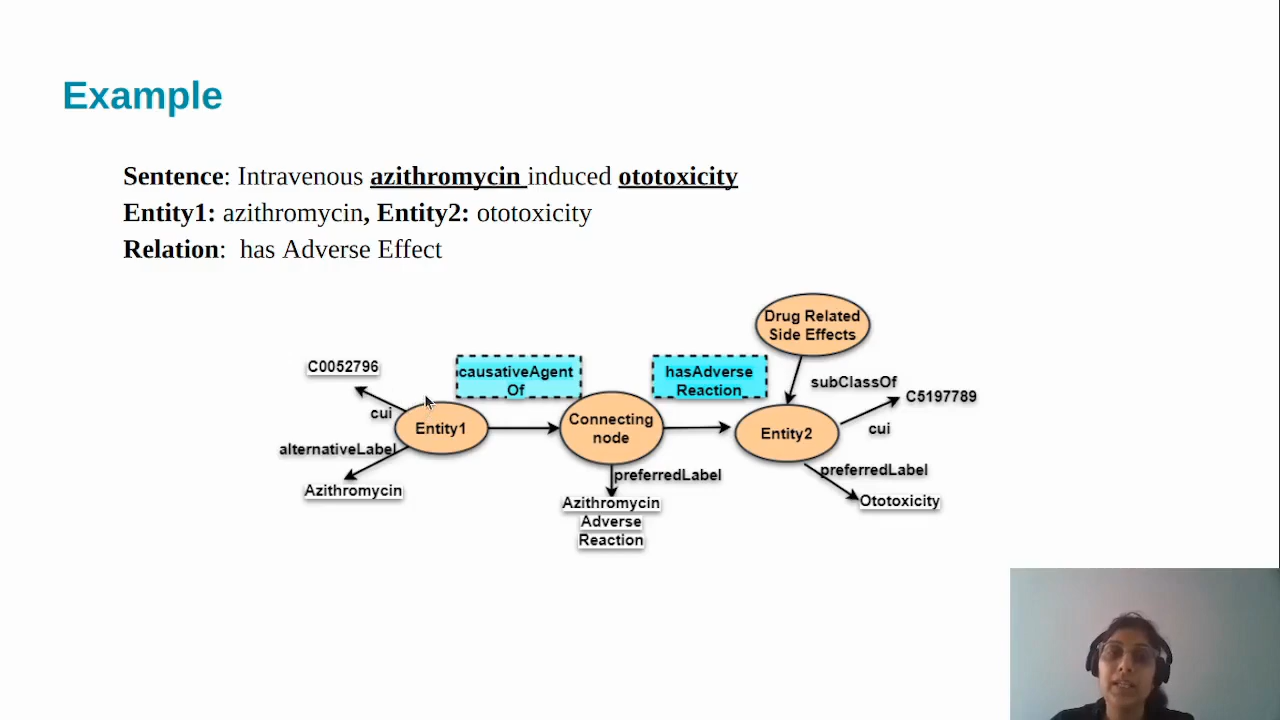 Example
Sentence: Intravenous azithromycin induced ototoxicity
Entity1: azithromycin, Entity2: ototoxicity
Relation: has Adverse Effect
Drug Related
Side Effects
C0052796
causativeAgent
Of
hasAdverse
Reaction
subClassOf
C5197789
cui
Entity1
Connecting
node
Entity2
cui
alternativeLabel
preferredLabel
preferredLabel
Azithromycin
Azithromycin
Adverse
Reaction
Ototoxicity